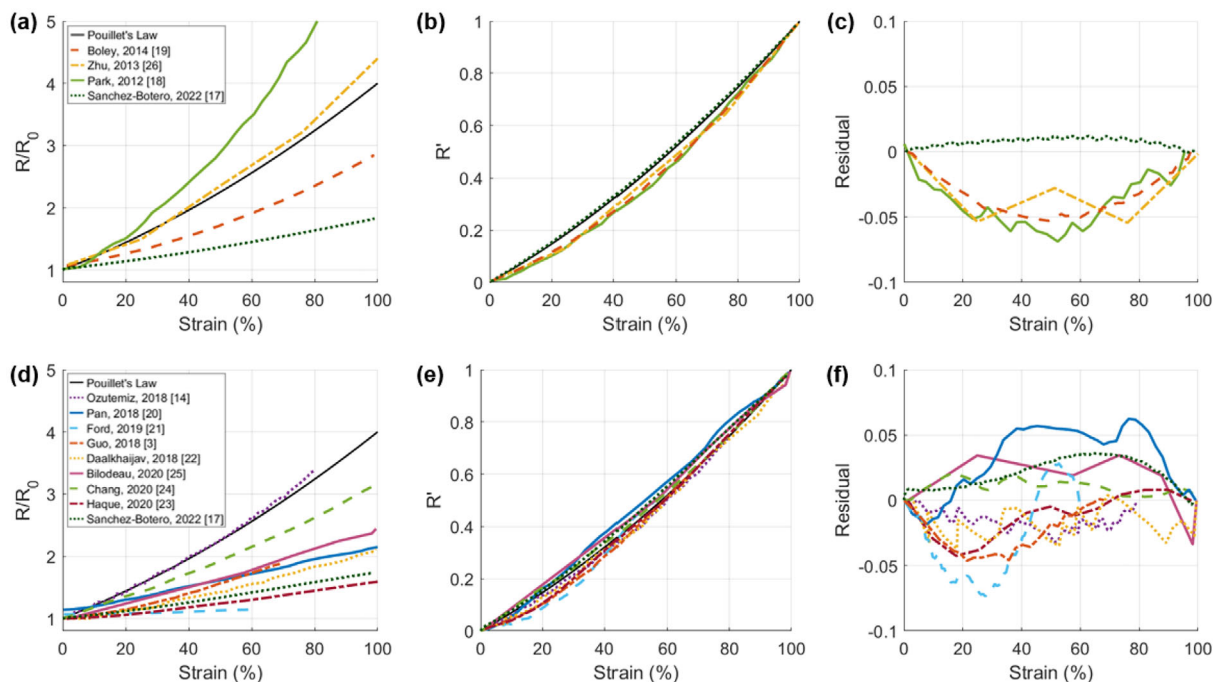 (a)
5
4
3
2
1
R/R0
0 20 40 60 80 100
Strain (%)
Pouillet's Law
Boley, 2014 [19]
Zhu, 2013 [26]
Park, 2012 [18]
Sanchez-Botero, 2022 [17]
(b)
1
0.8
0.6
0.4
0.2
0
R'
0 20 40 60 80 100
Strain (%)
(c)
0.1
0.05
0
-0.05
-0.1
Residual
0 20 40 60 80 100
Strain (%)
(d)
5
4
3
2
1
R/R0
0 20 40 60 80 100
Strain (%)
Pouillet's Law
Ozutemiz, 2018 [14]
Pan, 2018 [20]
Ford, 2019 [21]
Guo, 2018 [3]
Daalkhaijav, 2018 [22]
Bilodeau, 2020 [25]
Chang, 2020 [24]
Haque, 2020 [23]
Sanchez-Botero, 2022 [17]
(e)
1
0.8
0.6
0.4
0.2
0
R'
0 20 40 60 80 100
Strain (%)
(f)
0.1
0.05
0
-0.05
-0.1
Residual
0 20 40 60 80 100
Strain (%)